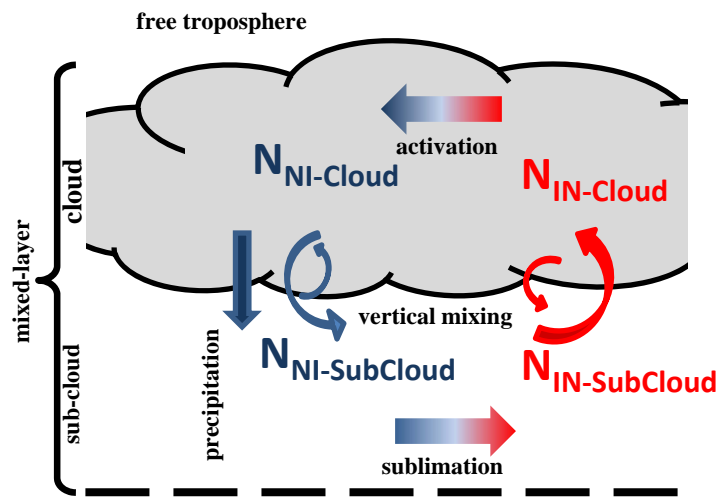 free troposphere
activation
N NI-Cloud
N IN-Cloud
cloud
mixed-layer
vertical mixing
N NI-SubCloud
N IN-SubCloud
precipitation
sub-cloud
sublimation